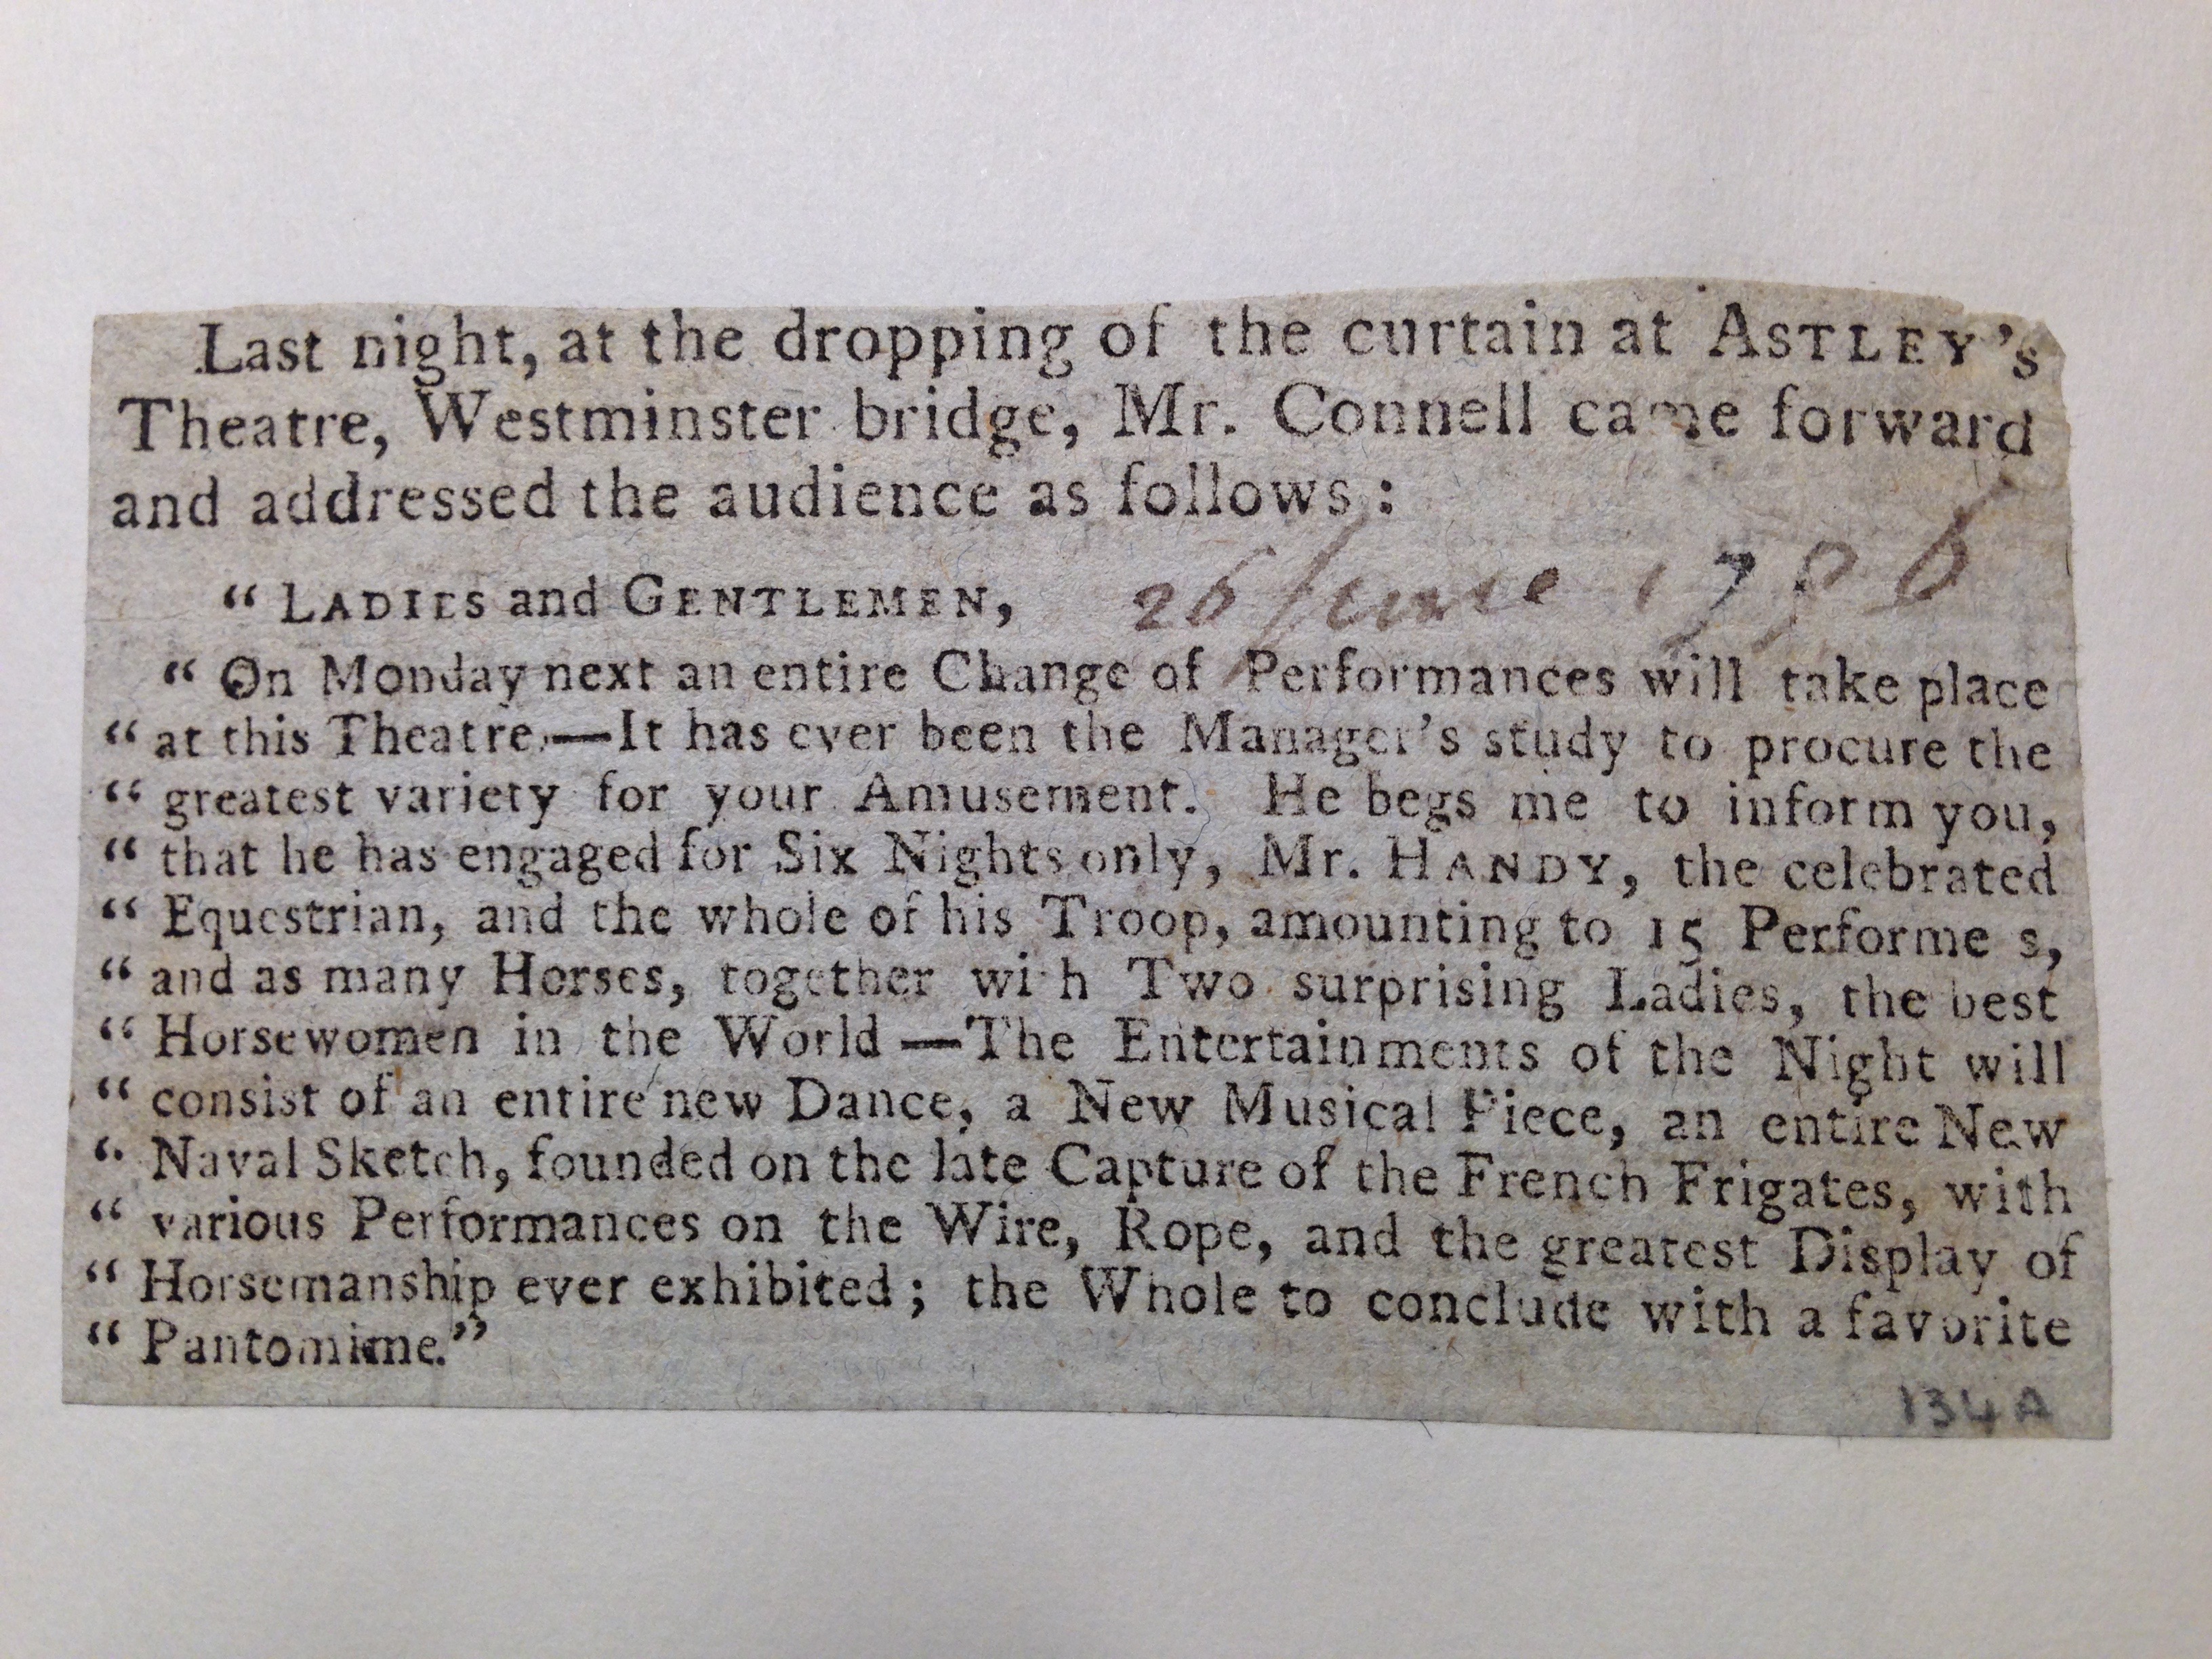 Last night, at the dropping of the curtain at ASTLEY's
Theatre, Westminster bridge, Mr. Connell came forward
and addressed the audience as follows:
" LADIES and GENTLEMEN,
26 June 1796
" On Monday next an entire Change of Performances will take place
" at this Theatre.—It has ever been the Manager's study to procure the
" greatest variety for your Amusement. He begs me to inform you,
" that he has engaged for Six Nights only, Mr. HANDY, the celebrated
" Equestrian, and the whole of his Troop, amounting to 15 Performe s,
" and as many Horses, together wi h Two surprising Ladies, the best
" Horsewomen in the World —The Entertainments of the Night will
" consist of an entire new Dance, a New Musical Piece, an entire New
" Naval Sketch, founded on the late Capture of the French Frigates, with
" various Performances on the Wire, Rope, and the greatest Display of
" Horsemanship ever exhibited; the Whole to conclude with a favorite
" Pantomime."
134A